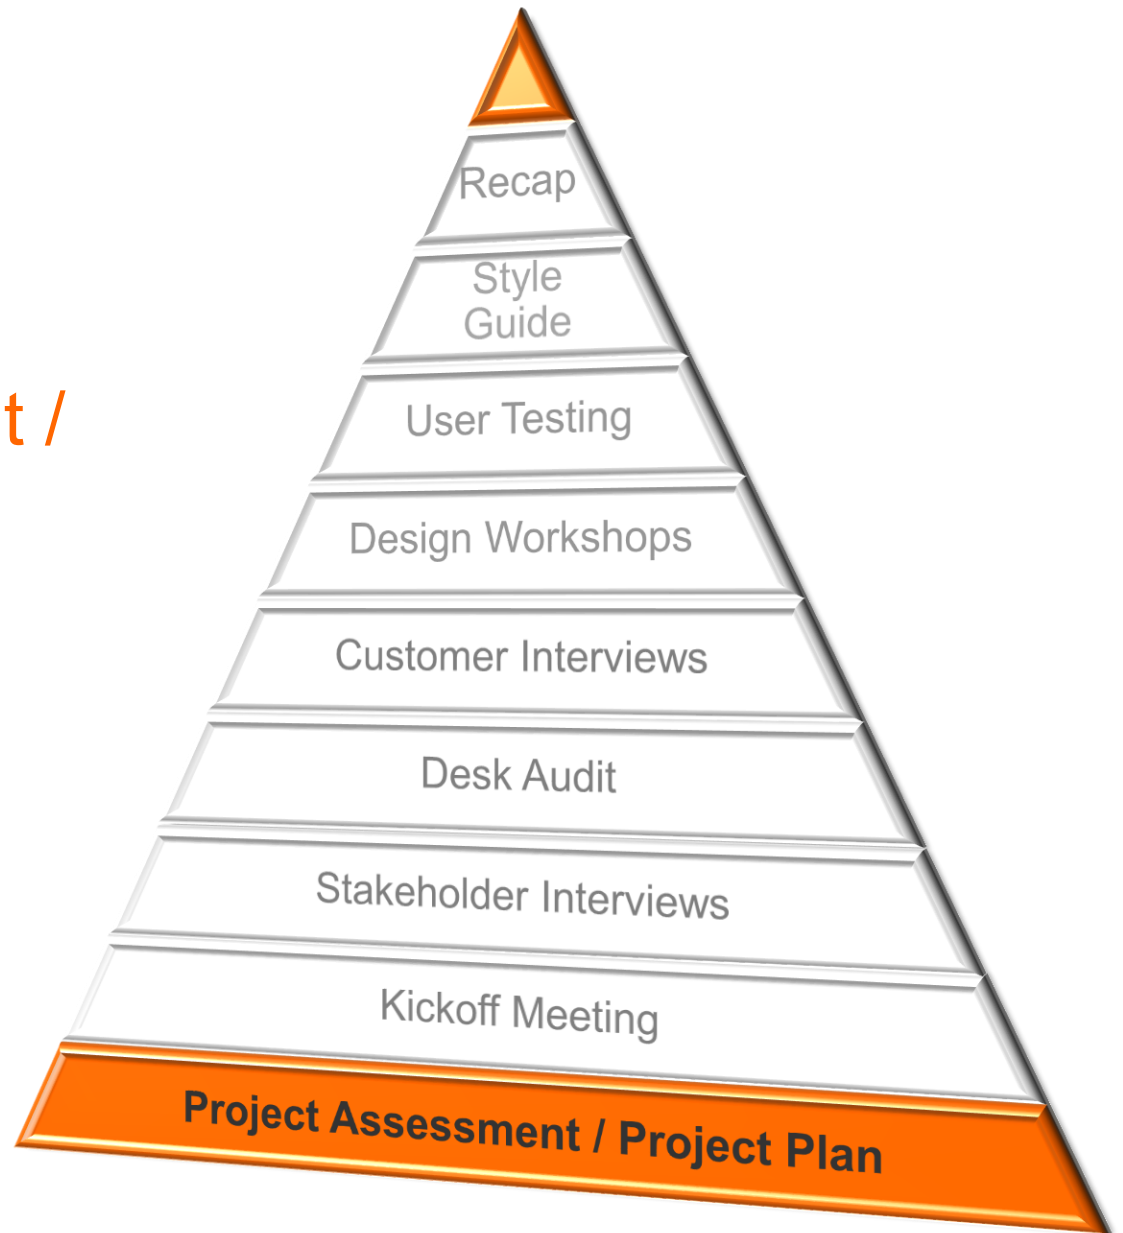 Recap
Style
Guide
t /
User Testing
Design Workshops
Customer Interviews
Desk Audit
Stakeholder Interviews
Kickoff Meeting
Project Assessment / Project Plan